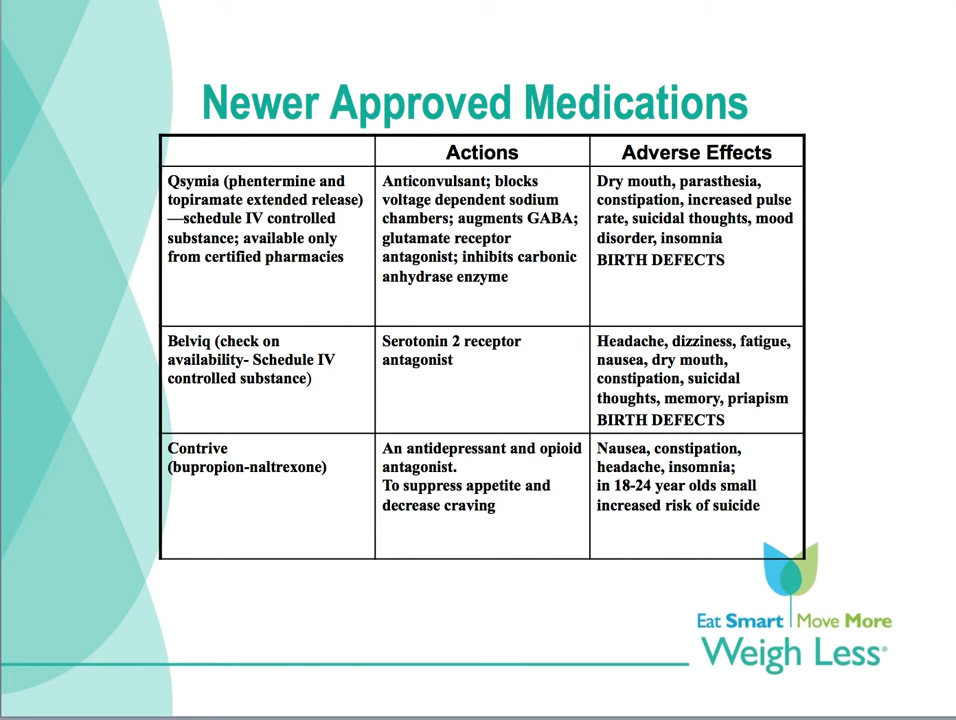 Newer Approved Medications
Actions
Adverse Effects
Qsymia (phentermine and
topiramate extended release)
—schedule IV controlled
substance; available only
from certified pharmacies
Anticonvulsant; blocks
voltage dependent sodium
chambers; augments GABA;
glutamate receptor
antagonist; inhibits carbonic
anhydrase enzyme
Dry mouth, parasthesia,
constipation, increased pulse
rate, suicidal thoughts, mood
disorder, insomnia
BIRTH DEFECTS
Belviq (check on
availability- Schedule IV
controlled substance)
Serotonin 2 receptor
antagonist
Headache, dizziness, fatigue,
nausea, dry mouth,
constipation, suicidal
thoughts, memory, priapism
BIRTH DEFECTS
Contrive
(bupropion-naltrexone)
An antidepressant and opioid
antagonist.
To suppress appetite and
decrease craving
Nausea, constipation,
headache, insomnia;
in 18-24 year olds small
increased risk of suicide
Eat Smart Move More
Weigh Less®